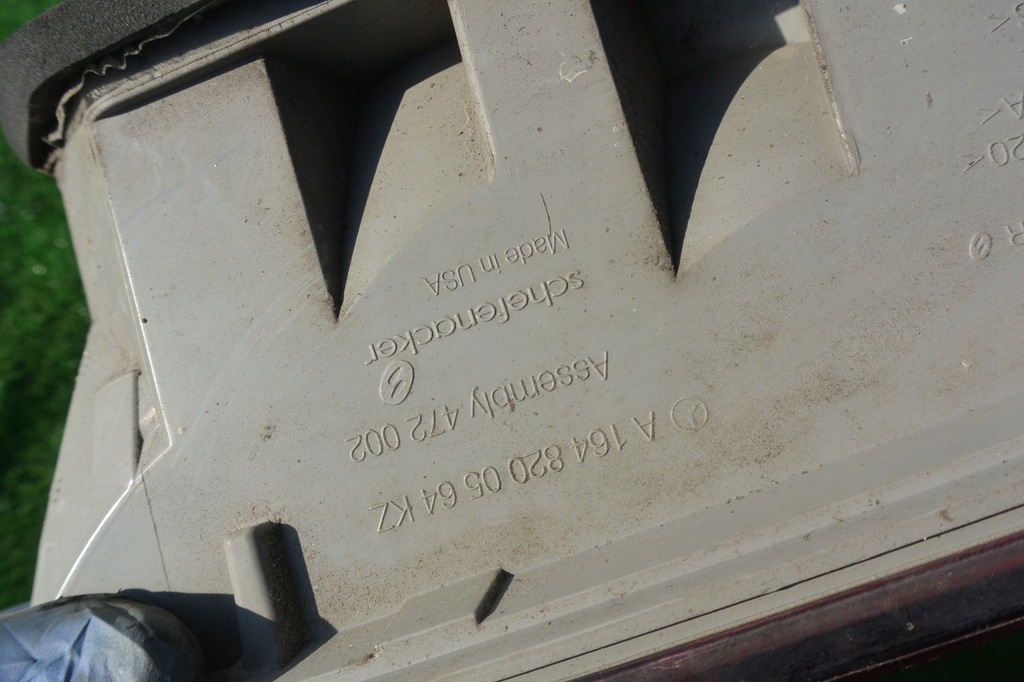 A 164 820 05 64 KZ
Assembly 472 002
schefenacker
Made in USA